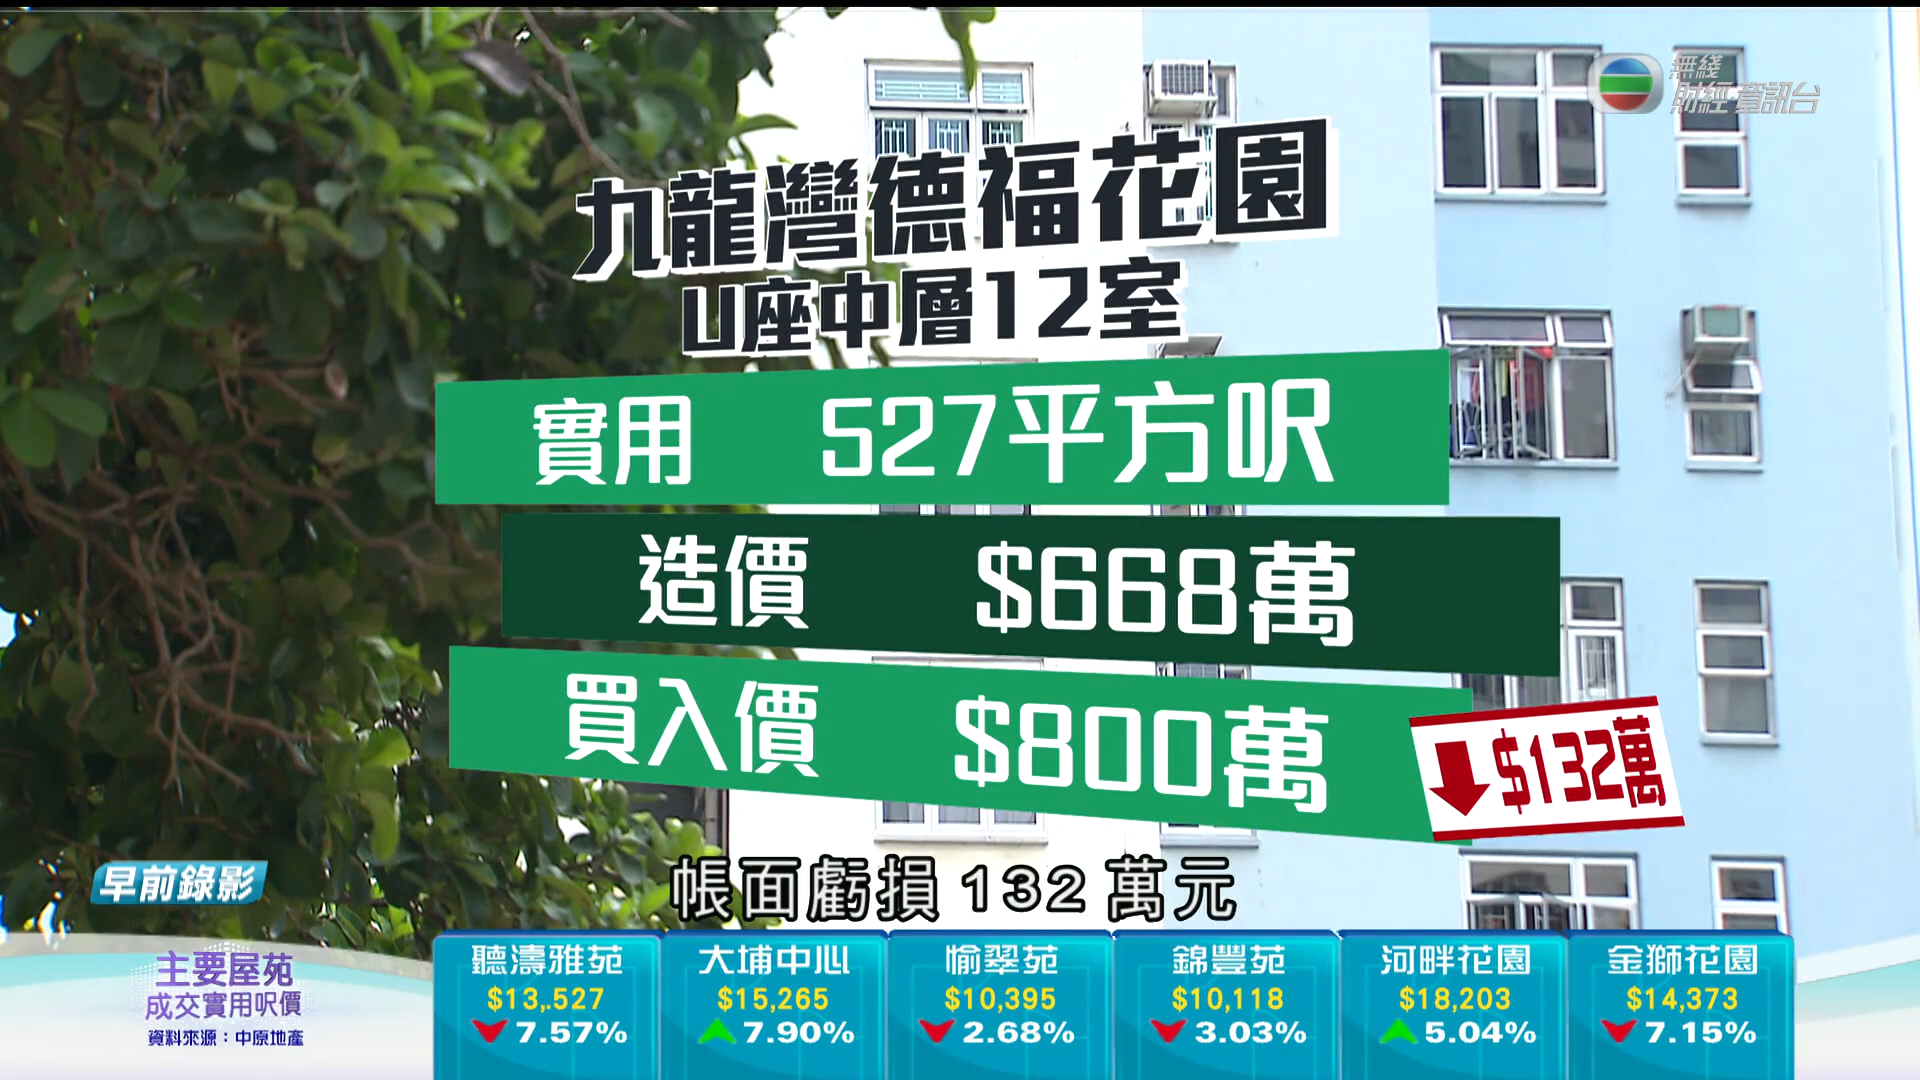 無綫
財經·資訊台
九龍灣德福花園
U座中層12室
實用 527平方呎
造價 $668萬
買入價 $800萬
$132萬
帳面虧損 132 萬元
早前錄影
主要屋苑
成交實用呎價
資料來源：中原地產
聽濤雅苑
$13,527
7.57%
大埔中心
$15,265
7.90%
愉翠苑
$10,395
2.68%
錦豐苑
$10,118
3.03%
河畔花園
$18,203
5.04%
金獅花園
$14,373
7.15%